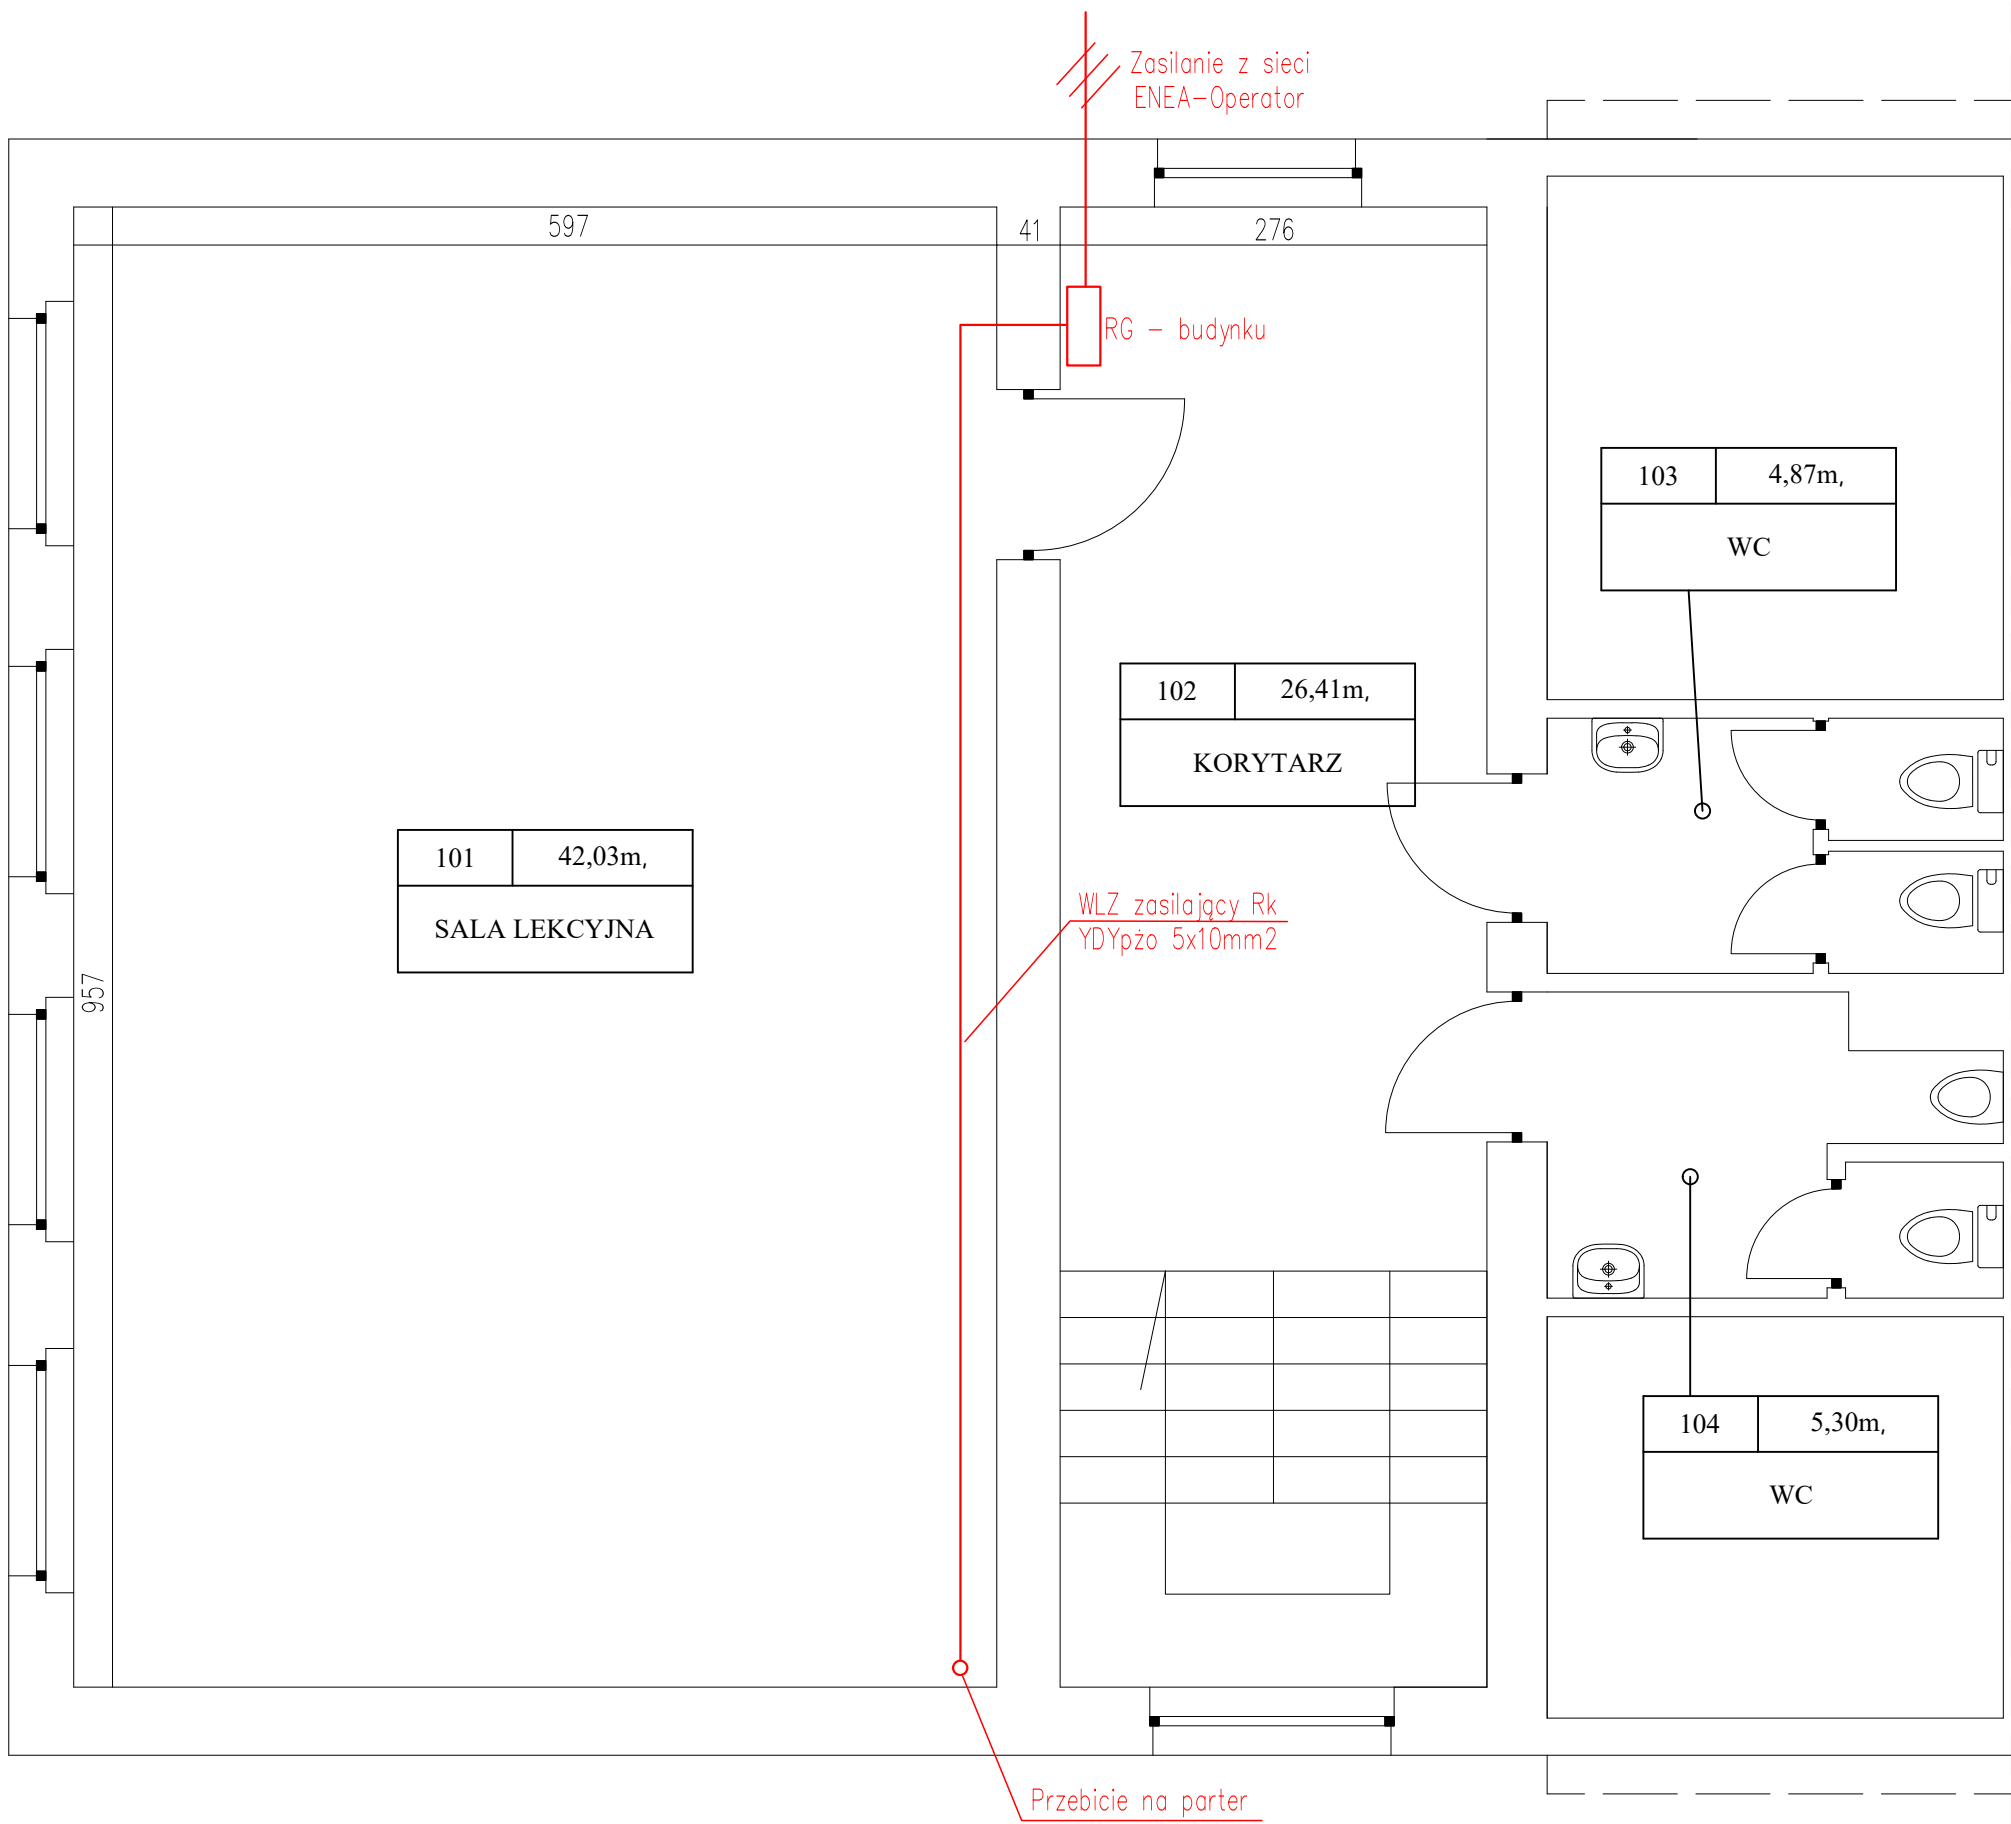 Zasilanie z sieci
ENEA-Operator
597
41
276
RG - budynku
103
4,87m,
WC
102
26,41m,
KORYTARZ
101
42,03m,
SALA LEKCYJNA
WLZ zasilający Rk
YDYpżo 5x10mm2
957
104
5,30m,
WC
Przebicie na parter